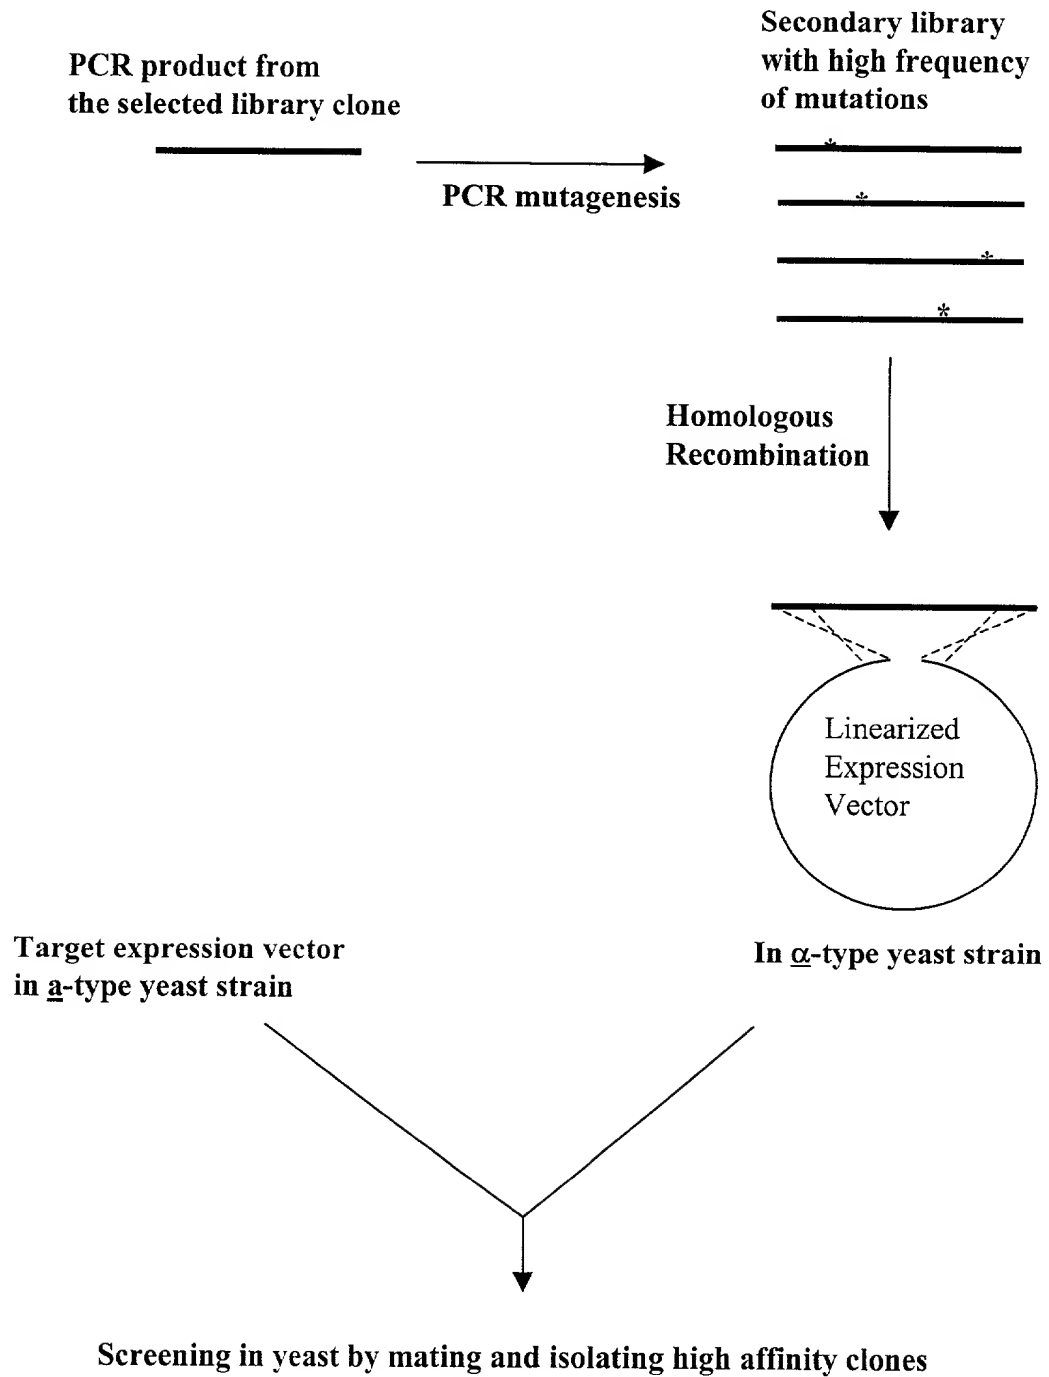 PCR product from
the selected library clone
PCR mutagenesis
Secondary library
with high frequency
of mutations
*
*
*
*
Homologous
Recombination
Linearized
Expression
Vector
Target expression vector
in a-type yeast strain
In α-type yeast strain
Screening in yeast by mating and isolating high affinity clones